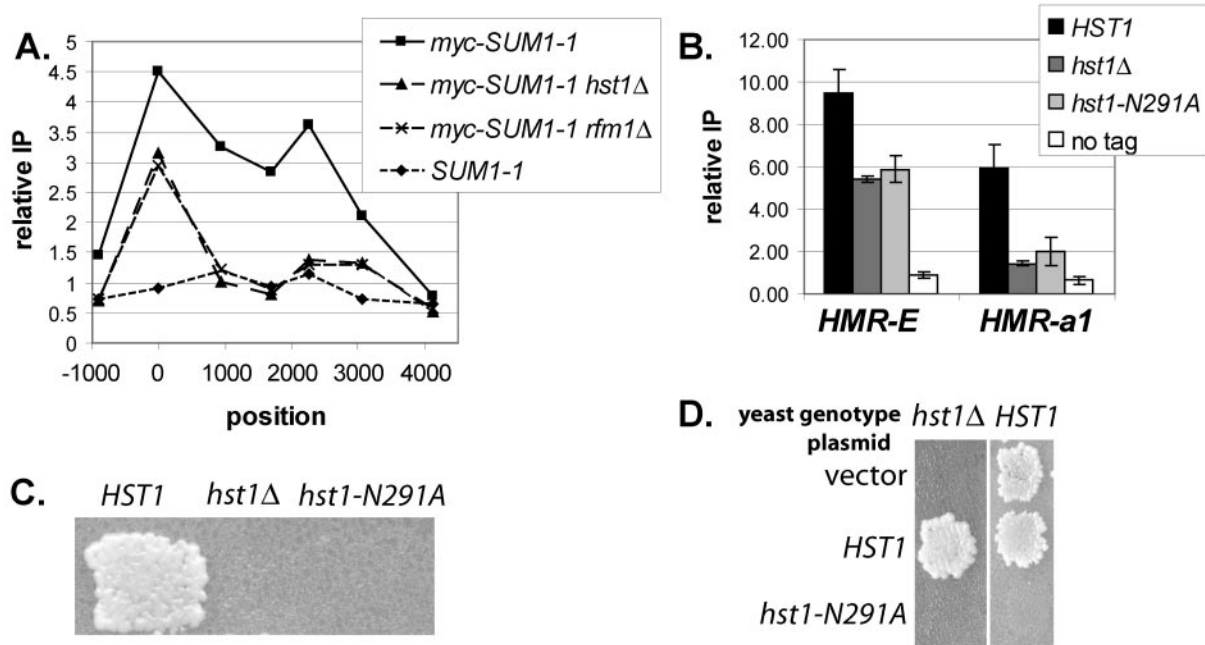 A.
5
4.5
4
3.5
3
2.5
2
1.5
1
0.5
0
relative IP
-1000 0 1000 2000 3000 4000
position
myc-SUM1-1
myc-SUM1-1 hst1Δ
myc-SUM1-1 rfm1Δ
SUM1-1
B.
12.00
10.00
8.00
6.00
4.00
2.00
0.00
relative IP
HMR-E HMR-a1
HST1
hst1Δ
hst1-N291A
no tag
C.
HST1 hst1Δ hst1-N291A
D.
yeast genotype hst1Δ HST1
plasmid
vector
HST1
hst1-N291A